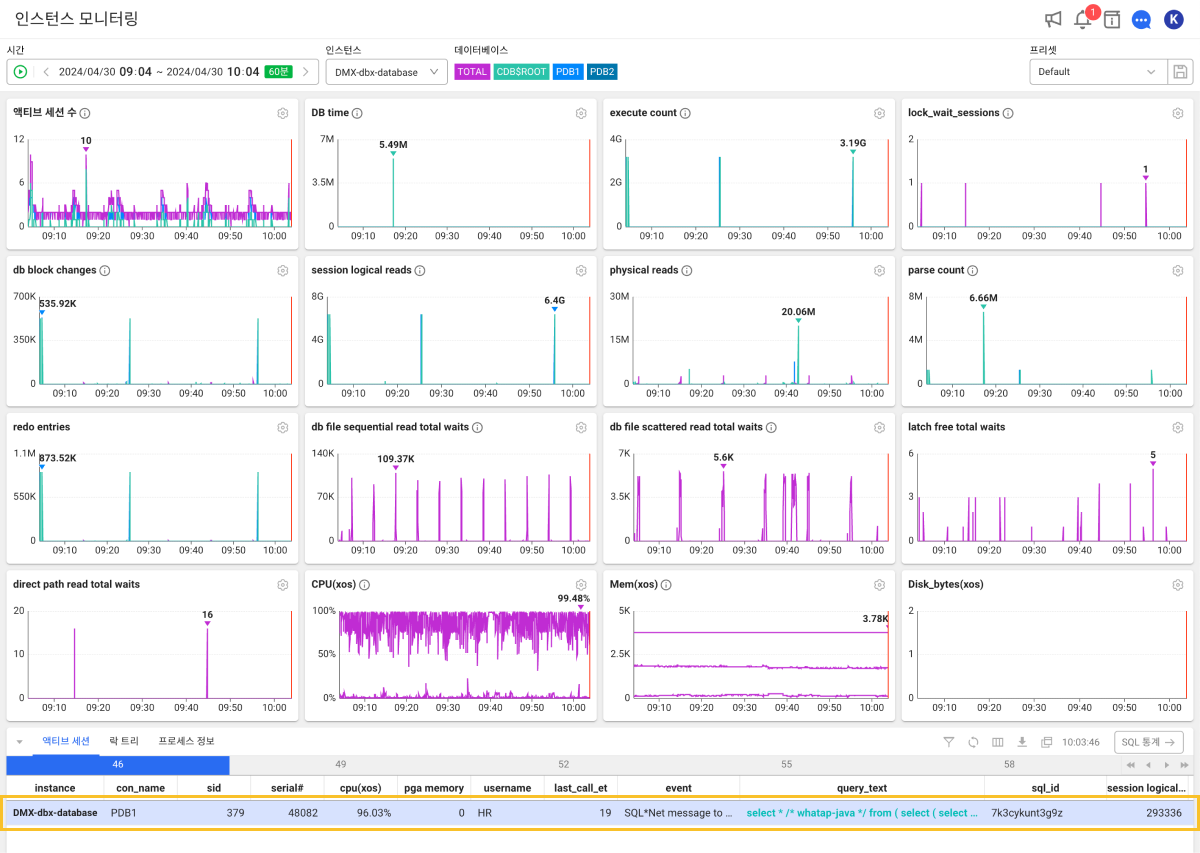 인스턴스 모니터링
1
K
시간
인스턴스
데이터베이스
프리셋
2024/04/30 09:04 ~ 2024/04/30 10:04 60분
DMX-dbx-database
TOTAL CDB$ROOT PDB1 PDB2
Default
액티브 세션 수
12
6
0
10
09:10 09:20 09:30 09:40 09:50 10:00
DB time
7M
3.5M
0
5.49M
09:10 09:20 09:30 09:40 09:50 10:00
execute count
4G
2G
0
3.19G
09:10 09:20 09:30 09:40 09:50 10:00
lock_wait_sessions
2
1
0
1
09:10 09:20 09:30 09:40 09:50 10:00
db block changes
700K
350K
0
535.92K
09:10 09:20 09:30 09:40 09:50 10:00
session logical reads
8G
4G
0
6.4G
09:10 09:20 09:30 09:40 09:50 10:00
physical reads
30M
15M
0
20.06M
09:10 09:20 09:30 09:40 09:50 10:00
parse count
8M
4M
0
6.66M
09:10 09:20 09:30 09:40 09:50 10:00
redo entries
1.1M
550K
0
873.52K
09:10 09:20 09:30 09:40 09:50 10:00
db file sequential read total waits
140K
70K
0
109.37K
09:10 09:20 09:30 09:40 09:50 10:00
db file scattered read total waits
7K
3.5K
0
5.6K
09:10 09:20 09:30 09:40 09:50 10:00
latch free total waits
6
3
0
5
09:10 09:20 09:30 09:40 09:50 10:00
direct path read total waits
20
10
0
16
09:10 09:20 09:30 09:40 09:50 10:00
CPU(xos)
100%
50%
0%
99.48%
09:10 09:20 09:30 09:40 09:50 10:00
Mem(xos)
5K
2.5K
0
3.78K
09:10 09:20 09:30 09:40 09:50 10:00
Disk_bytes(xos)
2
1
0
09:10 09:20 09:30 09:40 09:50 10:00
액티브 세션 락 트리 프로세스 정보
10:03:46
SQL 통계 →
46 49 52 55 58
instance con_name sid serial# cpu(xos) pga memory username last_call_et event query_text sql_id session logical...
DMX-dbx-database PDB1 379 48082 96.03% 0 HR 19 SQL*Net message to ... select * /* whatap-java */ from ( select ( select ... 7k3cykunt3g9z 293336